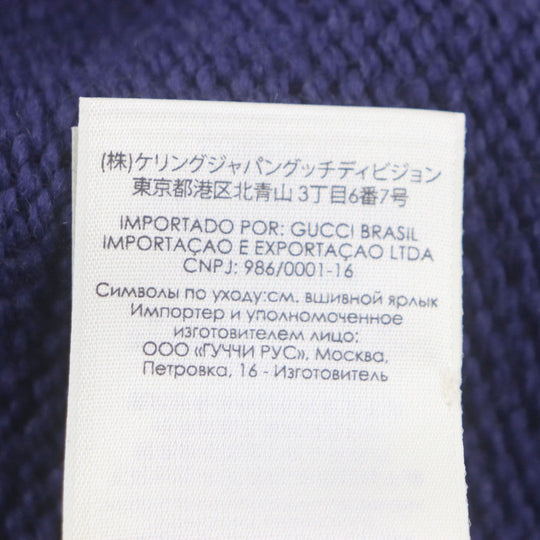 (株)ケリングジャパングッチディビジョン
東京都港区北青山 3丁目6番7号
IMPORTADO POR: GUCCI BRASIL
IMPORTAÇAO E EXPORTAÇAO LTDA
CNPJ: 986/0001-16
Символы по уходу:см. вшивной ярлык
Импортер и уполномоченное
изготовителем лицо:
ООО «ГУЧЧИ РУС», Москва,
Петровка, 16 - Изготовитель